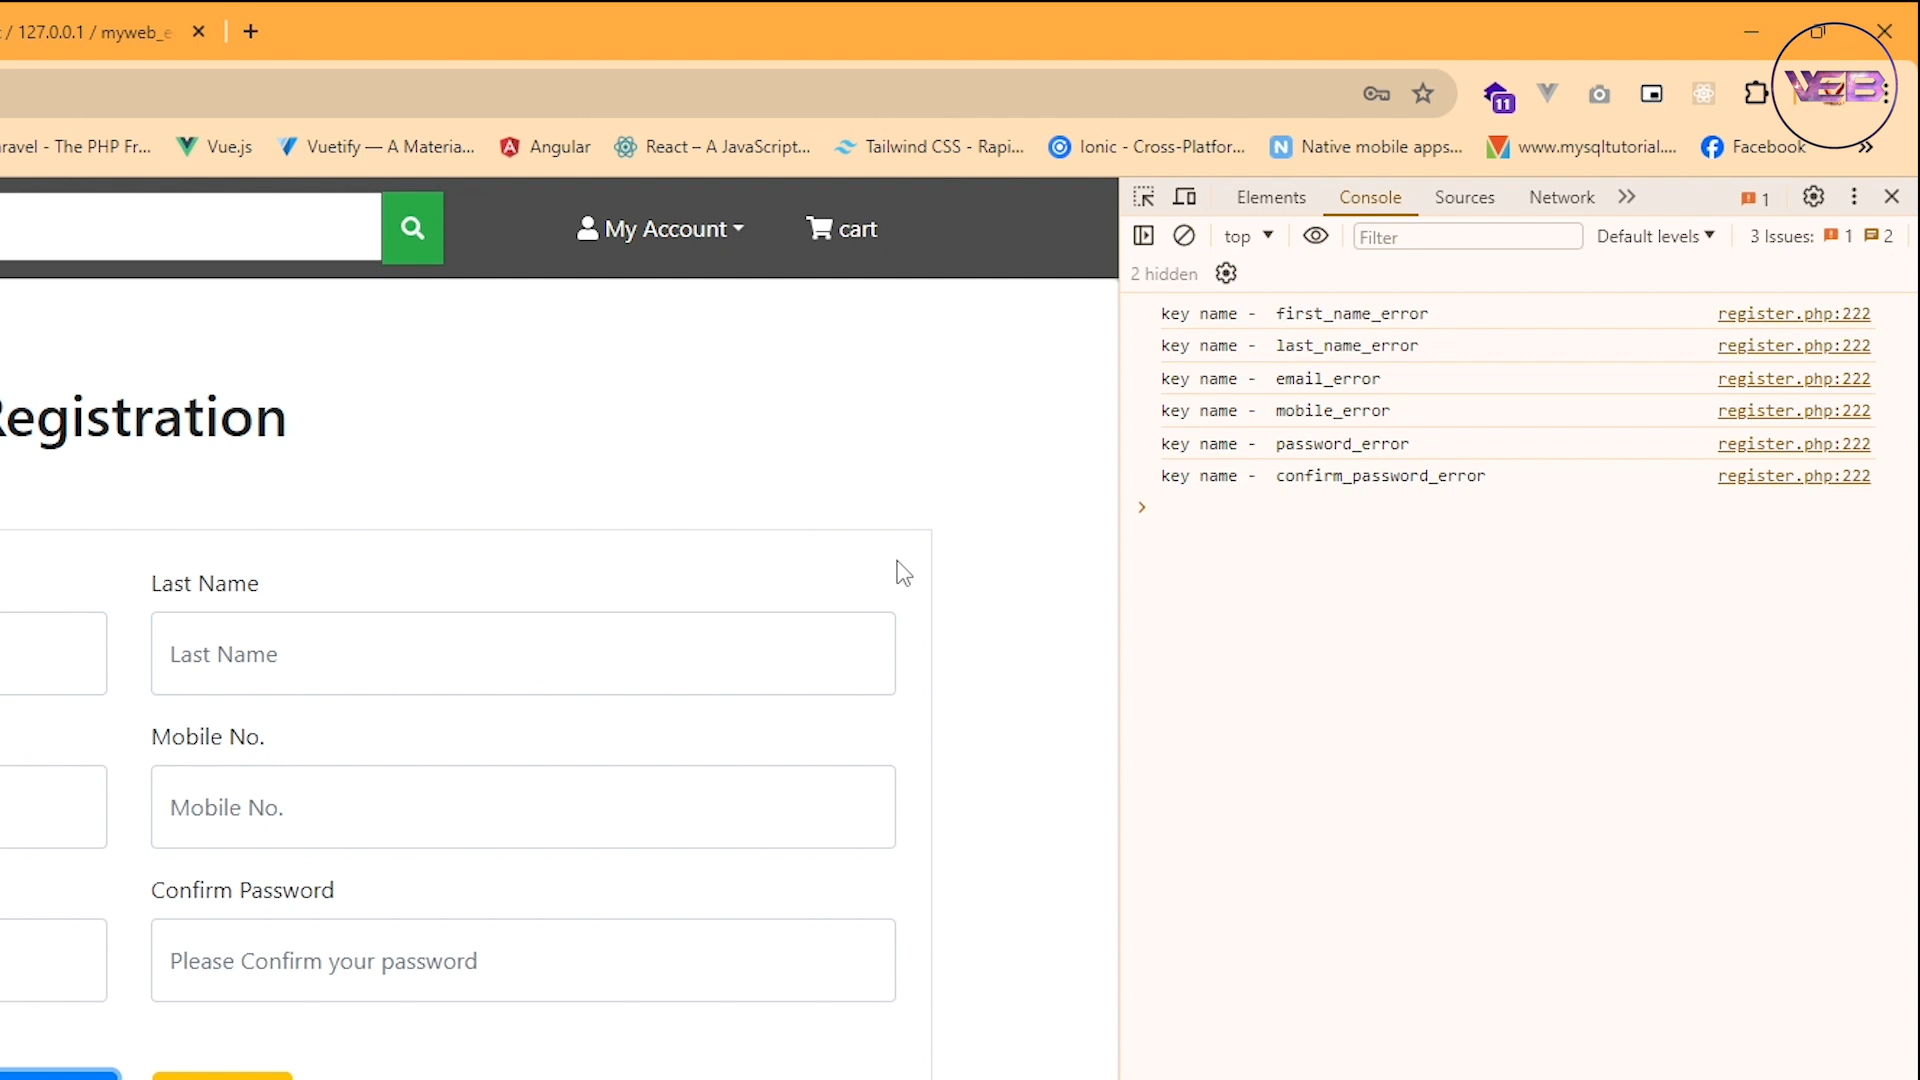 / 127.0.0.1 / myweb_e
11
WEB
ravel - The PHP Fr...
Vue.js
Vuetify — A Materia...
Angular
React – A JavaScript...
Tailwind CSS - Rapi...
Ionic - Cross-Platfor...
Native mobile apps...
www.mysqltutorial....
Facebook
My Account
cart
Elements
Console
Sources
Network
1
top
Filter
Default levels
3 Issues:
1
2
2 hidden
key name - first_name_error register.php:222
key name - last_name_error register.php:222
key name - email_error register.php:222
key name - mobile_error register.php:222
key name - password_error register.php:222
key name - confirm_password_error register.php:222
Registration
Last Name
Last Name
Mobile No.
Mobile No.
Confirm Password
Please Confirm your password